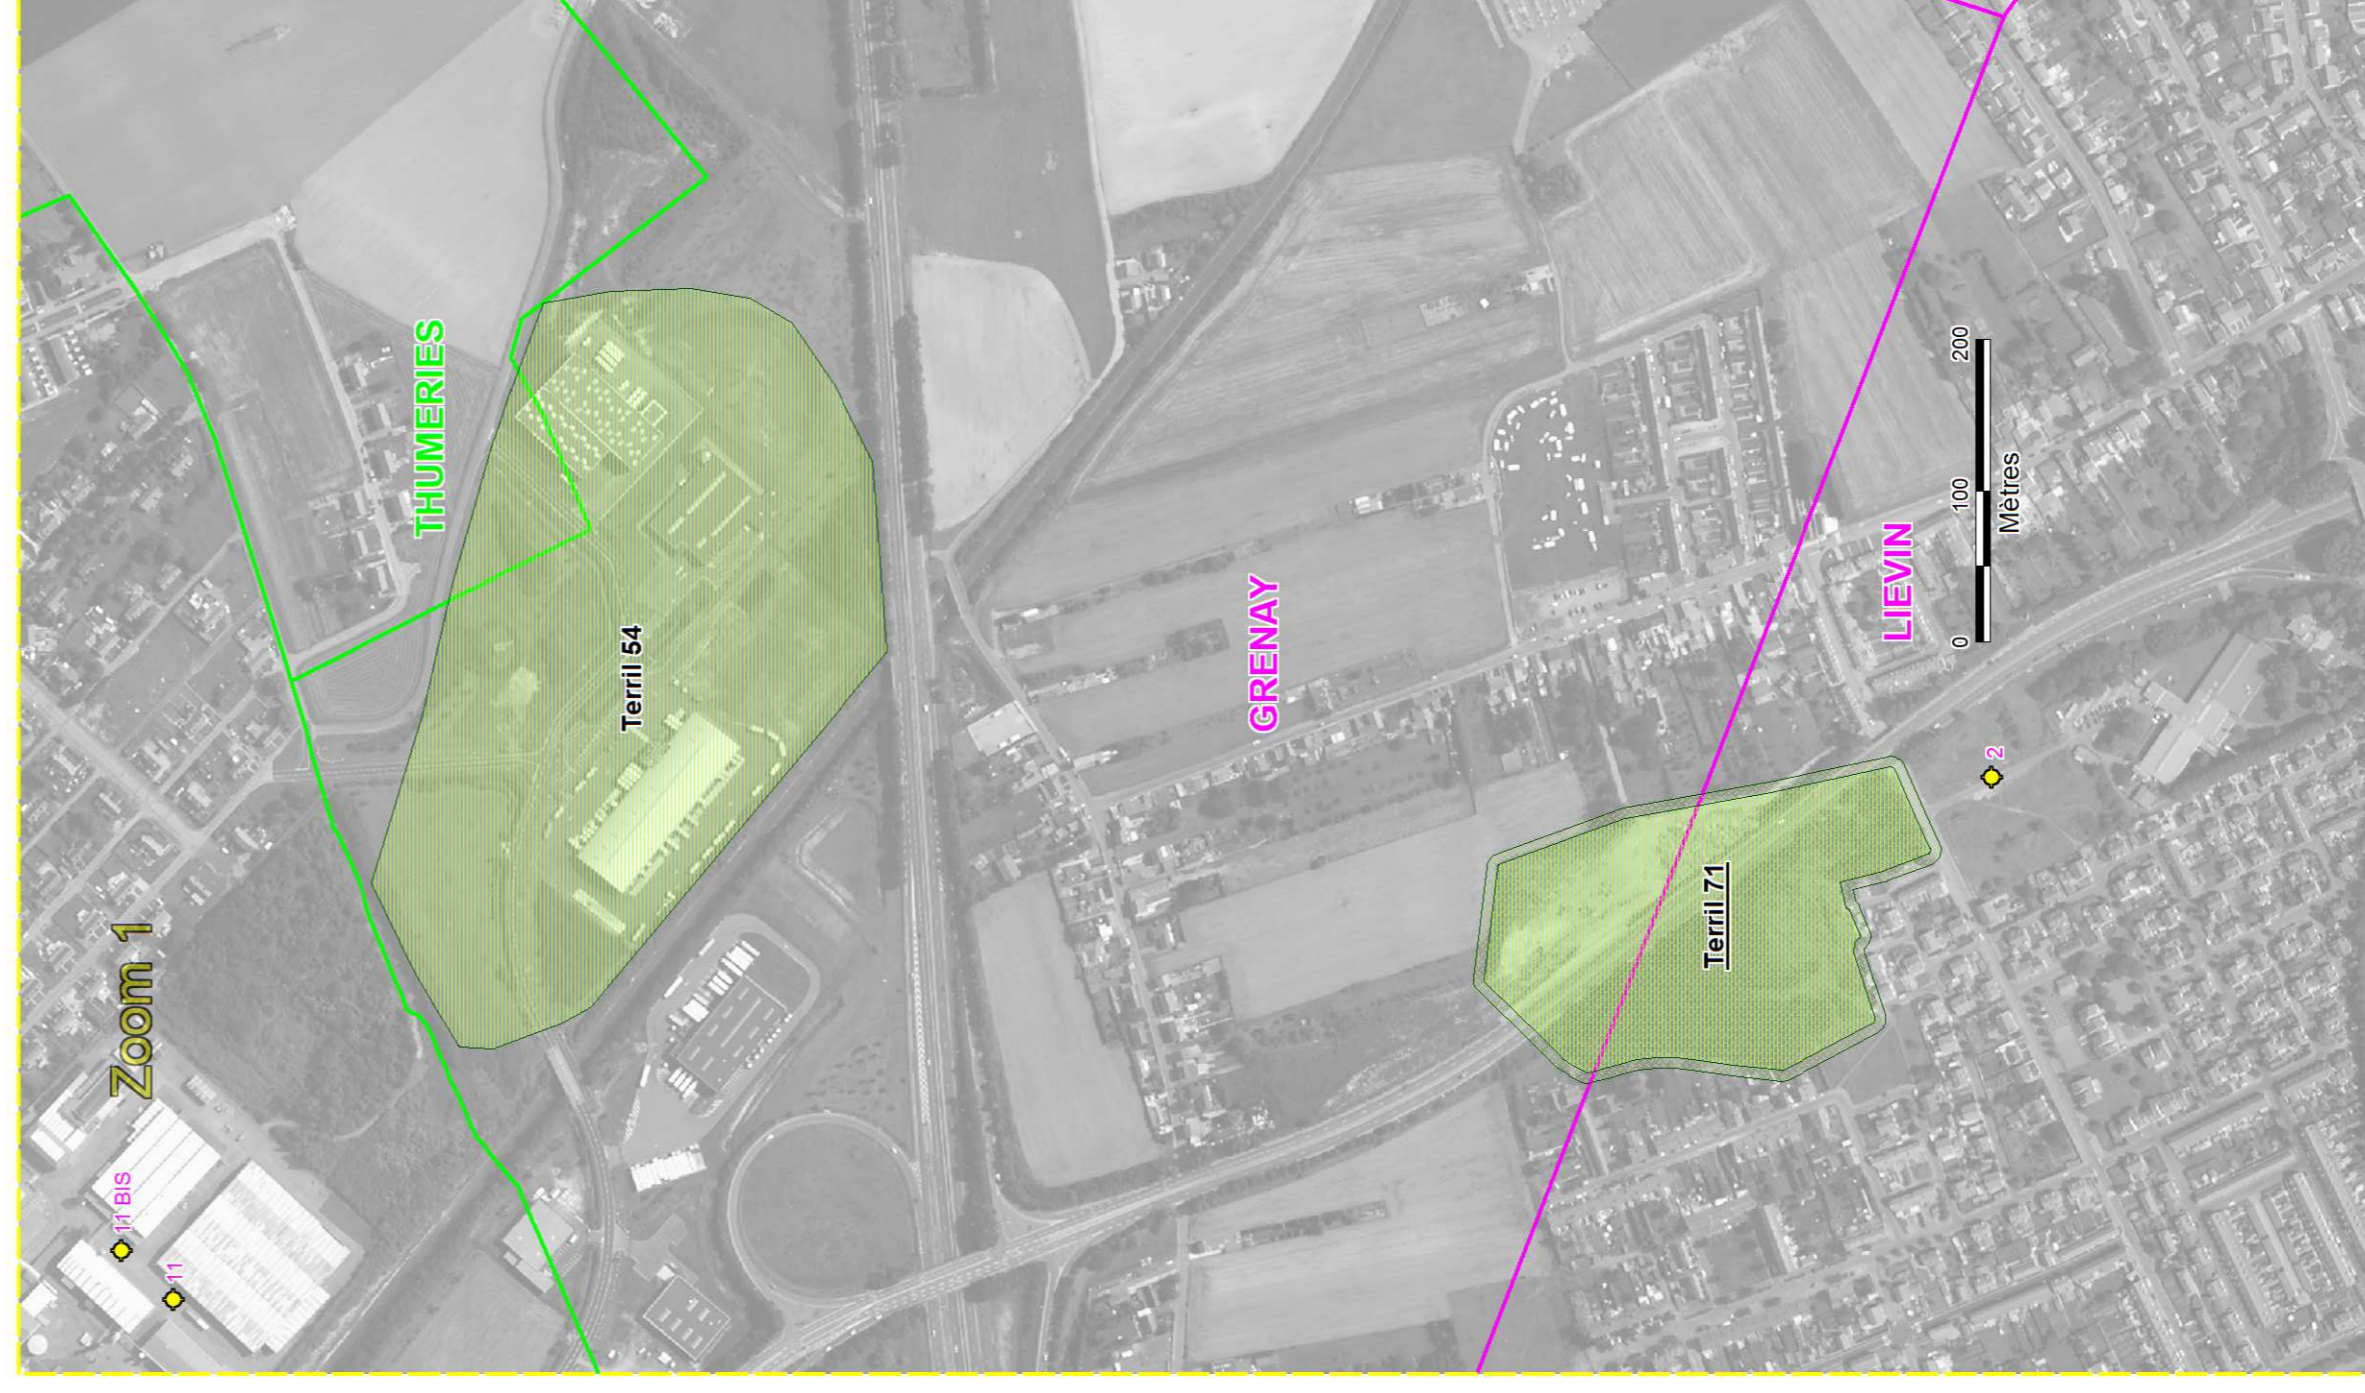 Zoom 1
11 BIS
11
THUMERIES
Terril 54
GRENAY
Terril 71
LIEVIN
2
0 100 200
Mètres